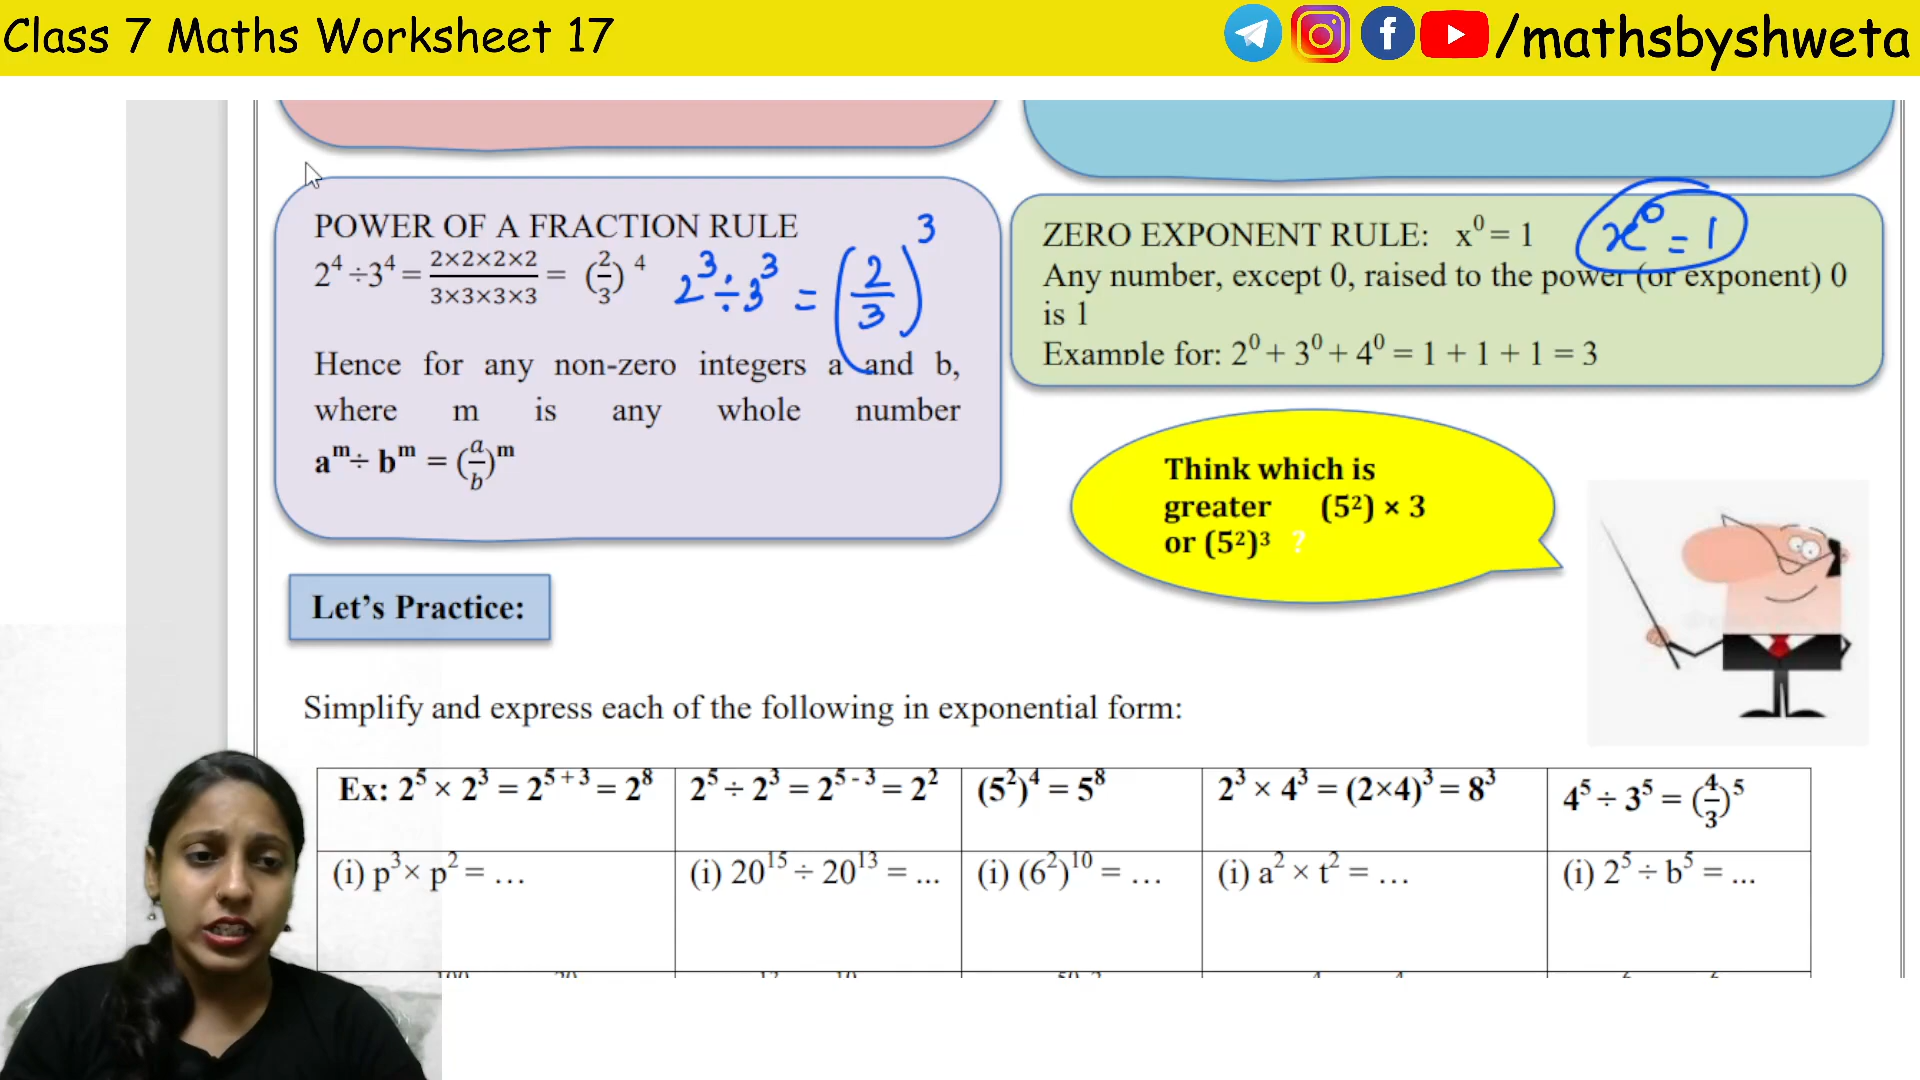 Class 7 Maths Worksheet 17
/mathsbyshweta
POWER OF A FRACTION RULE
2⁴ ÷3⁴ = 2×2×2×2 / 3×3×3×3 = (2/3)⁴
2³ ÷ 3³ = (2/3)³
Hence for any non-zero integers a and b,
where m is any whole number
aᵐ÷ bᵐ = (a/b)ᵐ
ZERO EXPONENT RULE: x⁰ = 1
x⁰ = 1
Any number, except 0, raised to the power (or exponent) 0
is 1
Example for: 2⁰ + 3⁰ + 4⁰ = 1 + 1 + 1 = 3
Think which is
greater (5²) × 3
or (5²)³ ?
Let's Practice:
Simplify and express each of the following in exponential form:
Ex: 2⁵ × 2³ = 2⁵⁺³ = 2⁸
2⁵ ÷ 2³ = 2⁵⁻³ = 2²
(5²)⁴ = 5⁸
2³ × 4³ = (2×4)³ = 8³
4⁵ ÷ 3⁵ = (4/3)⁵
(i) p³× p² = …
(i) 20¹⁵ ÷ 20¹³ = ...
(i) (6²)¹⁰ = …
(i) a² × t² = …
(i) 2⁵ ÷ b⁵ = ...